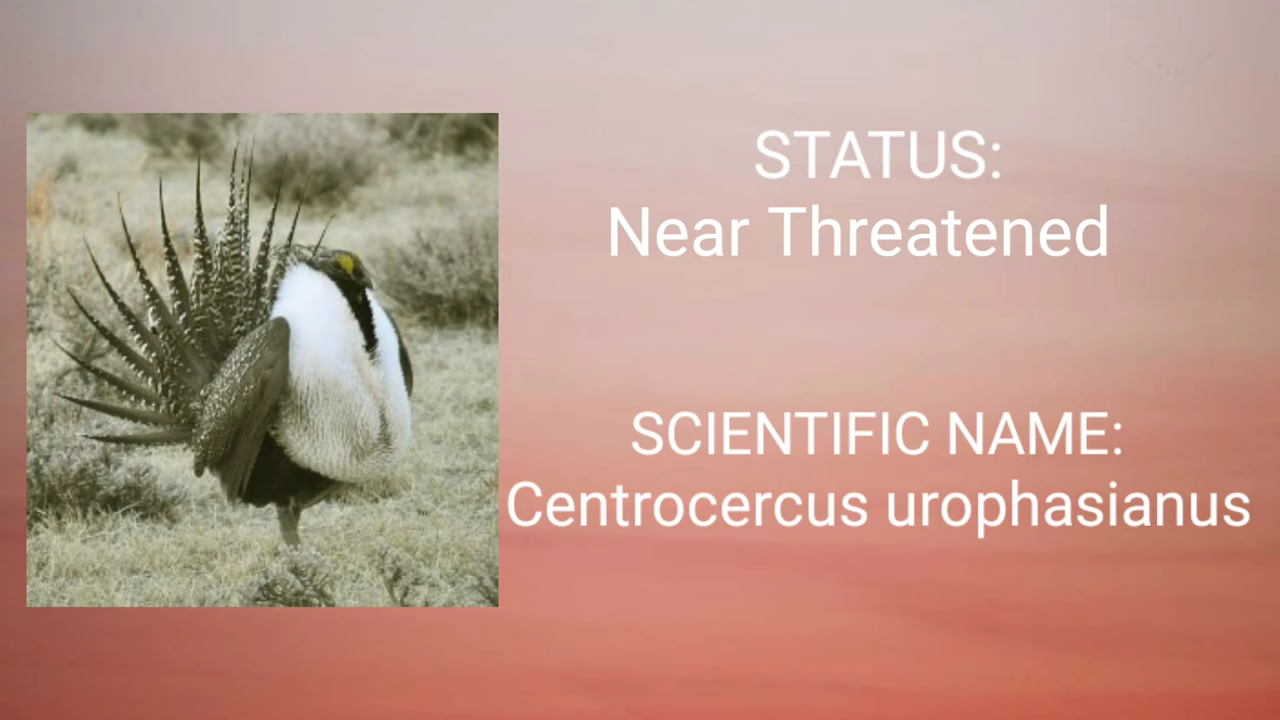 STATUS:
Near Threatened
SCIENTIFIC NAME:
Centrocercus urophasianus